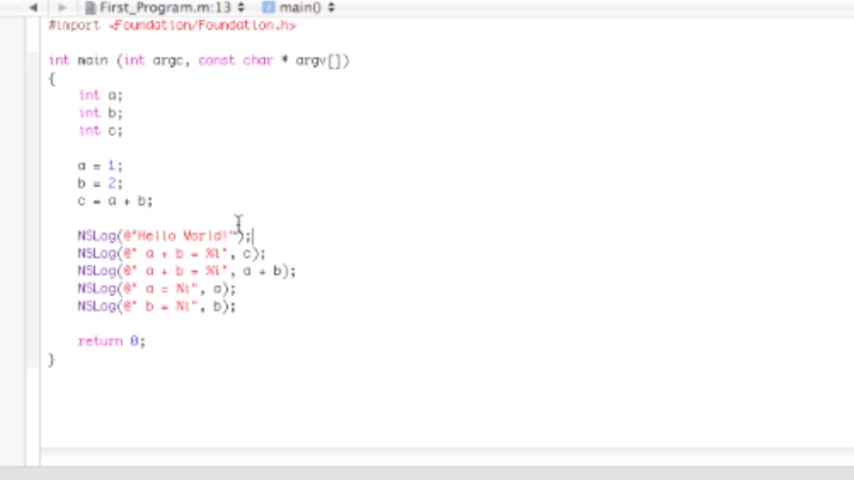 First_Program.m:13 main()
#import <Foundation/Foundation.h>
int main (int argc, const char * argv[])
{
int a;
int b;
int c;
a = 1;
b = 2;
c = a + b;
NSLog(@"Hello World!");
NSLog(@" a + b = %i", c);
NSLog(@" a + b = %i", a + b);
NSLog(@" a = %i", a);
NSLog(@" b = %i", b);
return 0;
}